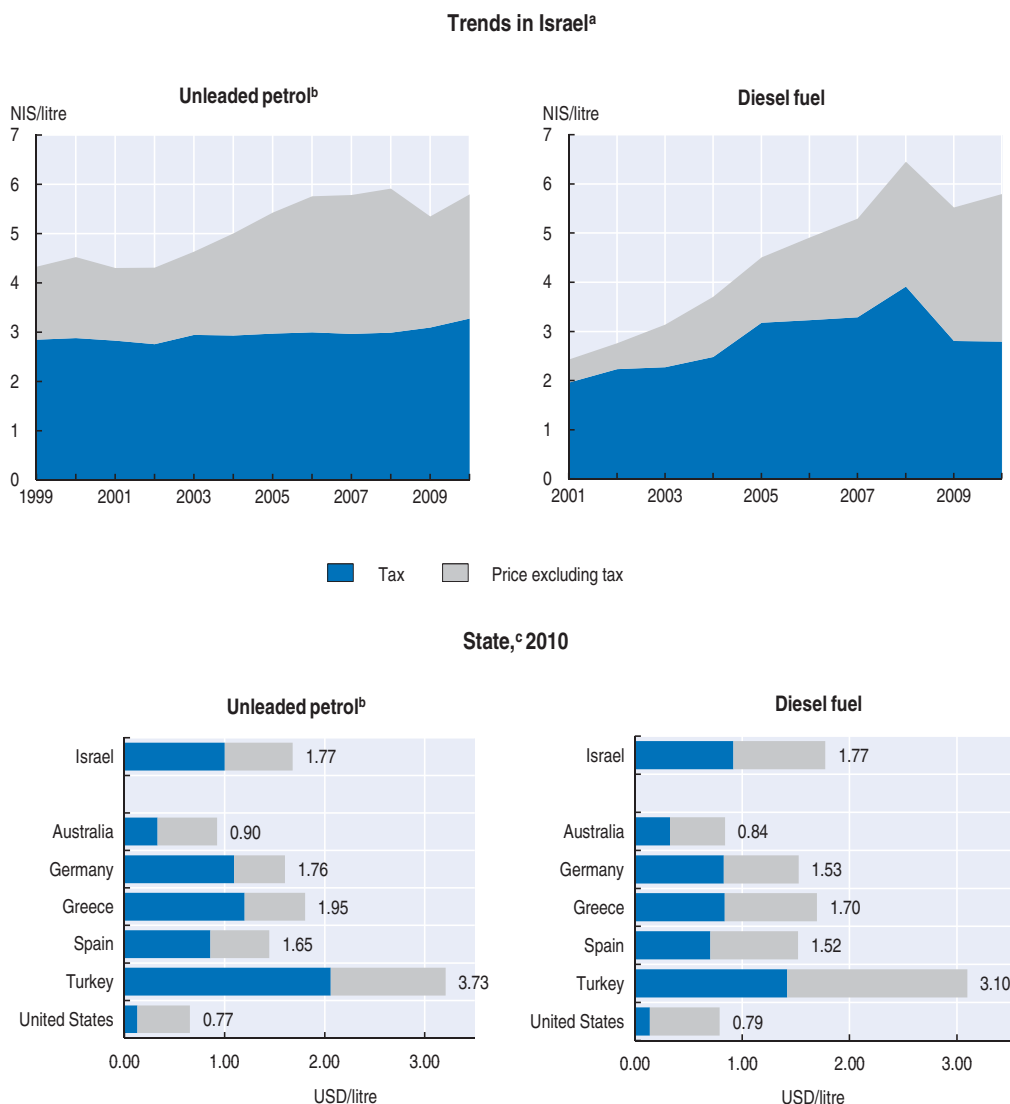 Trends in Israelᵃ
Unleaded petrolᵇ
NIS/litre
7
6
5
4
3
2
1
0
1999 2001 2003 2005 2007 2009
Diesel fuel
NIS/litre
7
6
5
4
3
2
1
0
2001 2003 2005 2007 2009
Tax Price excluding tax
State,ᶜ 2010
Unleaded petrolᵇ
Israel 1.77
Australia 0.90
Germany 1.76
Greece 1.95
Spain 1.65
Turkey 3.73
United States 0.77
0.00 1.00 2.00 3.00
USD/litre
Diesel fuel
Israel 1.77
Australia 0.84
Germany 1.53
Greece 1.70
Spain 1.52
Turkey 3.10
United States 0.79
0.00 1.00 2.00 3.00
USD/litre